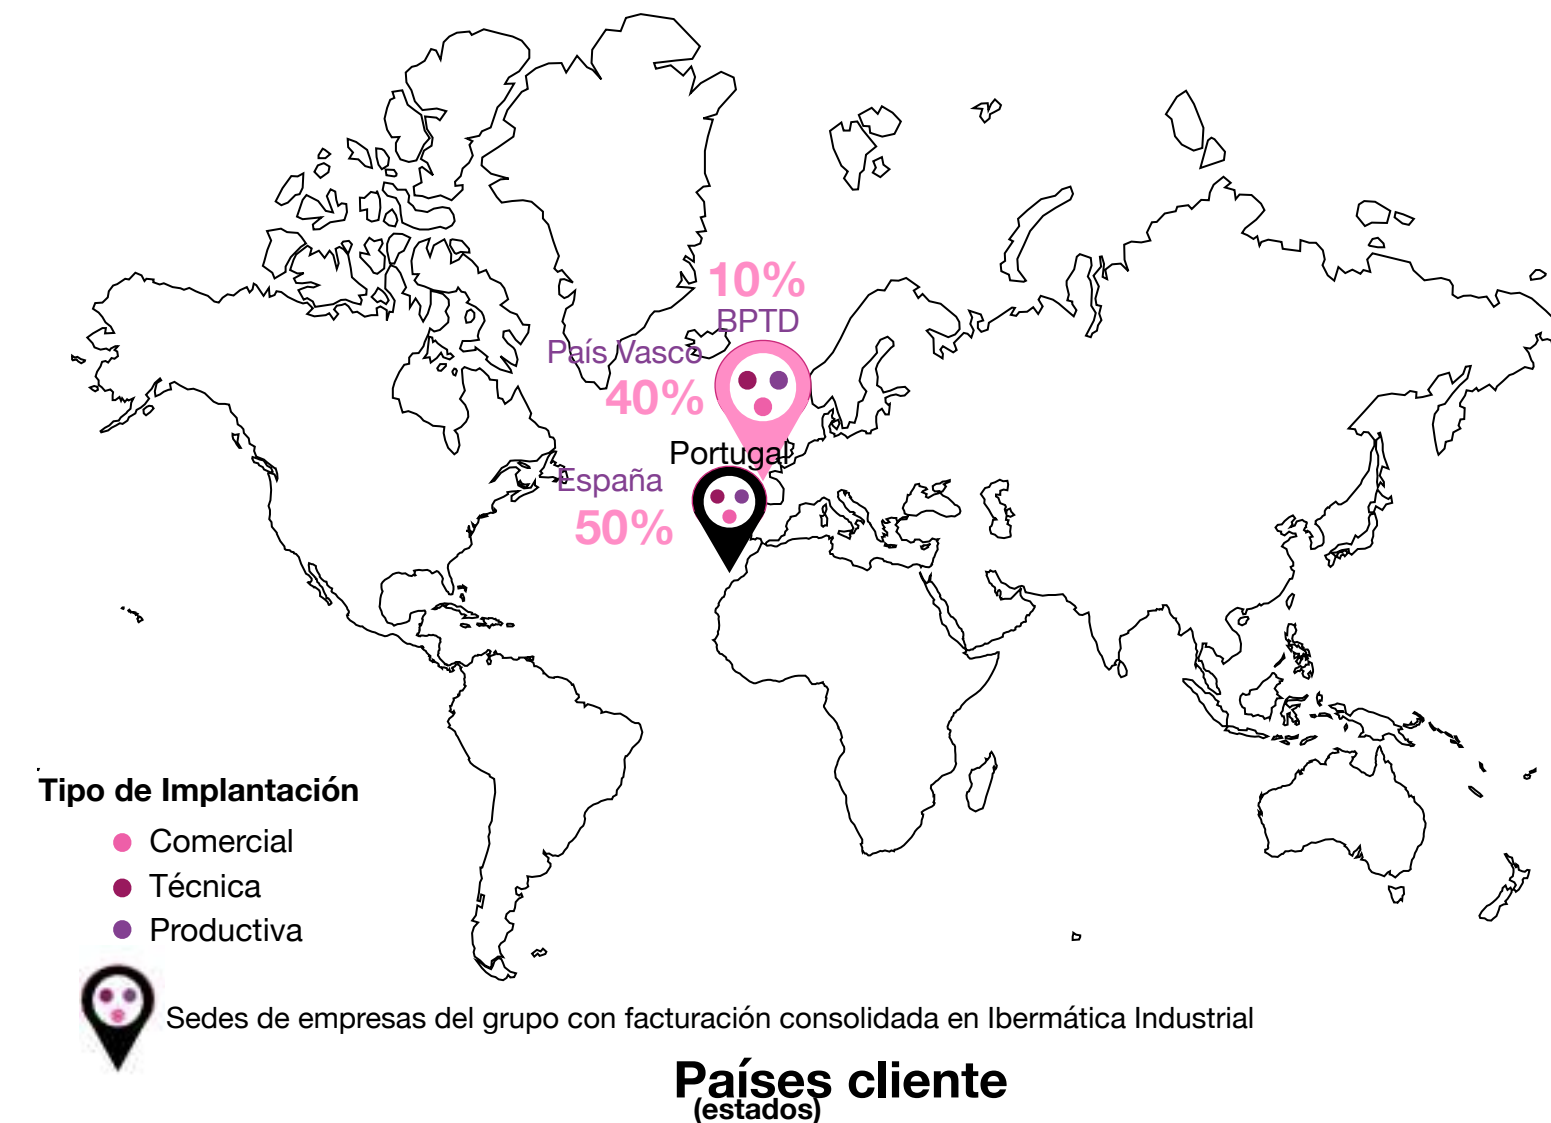 10%
BPTD
País Vasco
40%
Portugal
España
50%
Tipo de Implantación
Comercial
Técnica
Productiva
Sedes de empresas del grupo con facturación consolidada en Ibermática Industrial
Países cliente
(estados)